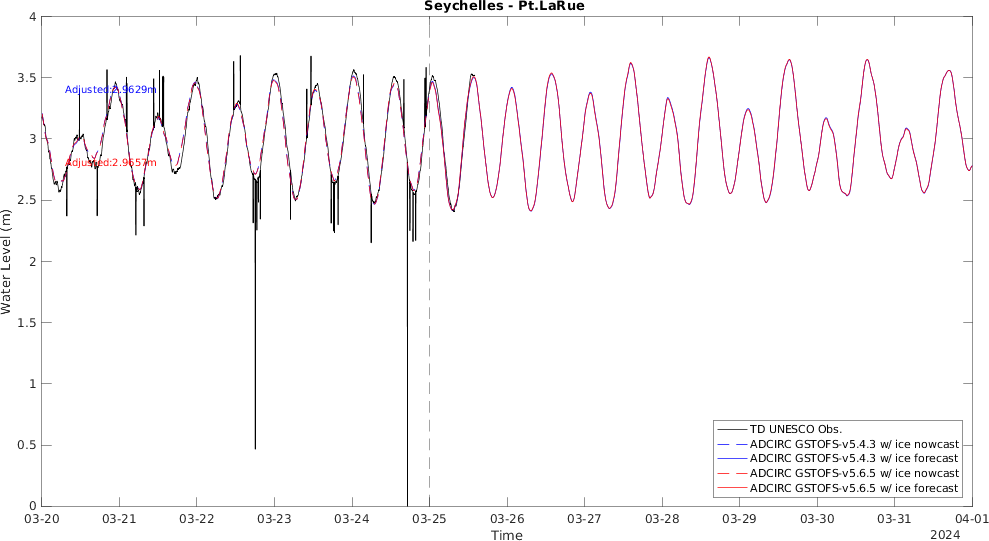 Seychelles - Pt.LaRue
4
3.5
3
2.5
2
1.5
1
0.5
0
Water Level (m)
Adjusted:2.9629m
Adjusted:2.9657m
TD UNESCO Obs.
ADCIRC GSTOFS-v5.4.3 w/ ice nowcast
ADCIRC GSTOFS-v5.4.3 w/ ice forecast
ADCIRC GSTOFS-v5.6.5 w/ ice nowcast
ADCIRC GSTOFS-v5.6.5 w/ ice forecast
03-20 03-21 03-22 03-23 03-24 03-25 03-26 03-27 03-28 03-29 03-30 03-31 04-01
Time
2024